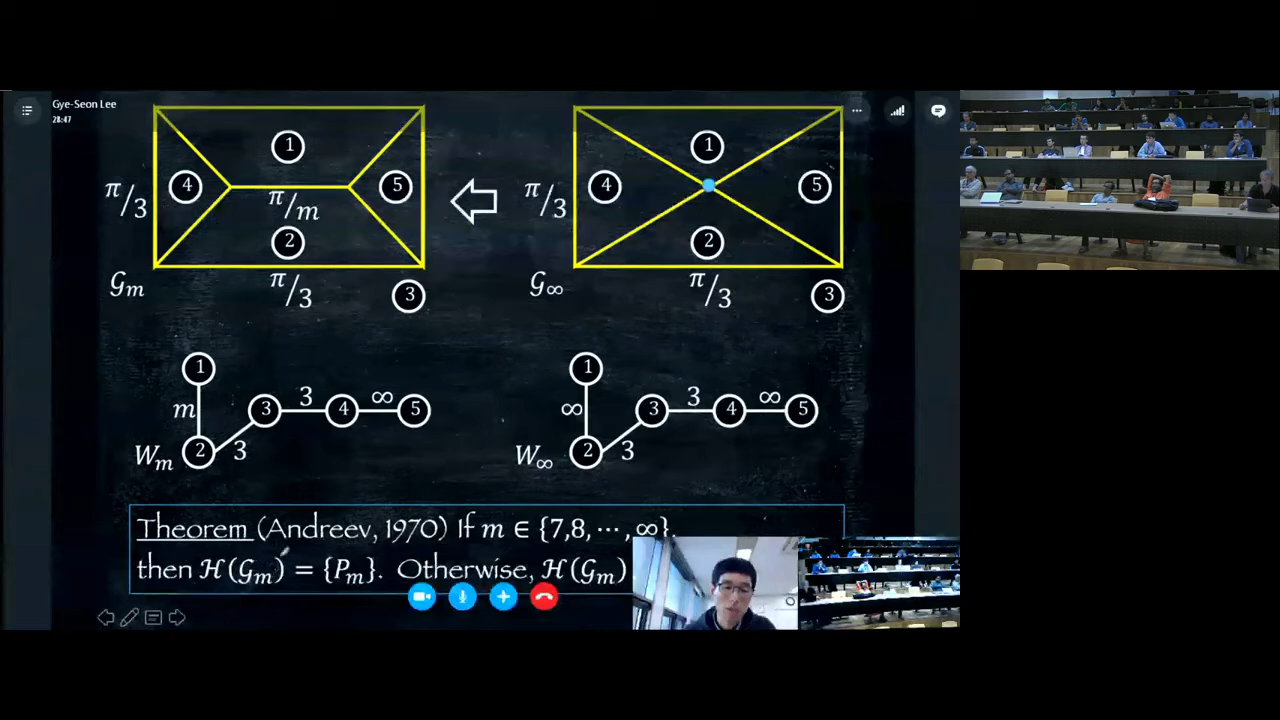 Gye-Seon Lee
28:47
1
4
5
π/3
π/m
2
𝒢m
π/3
3
1
4
5
π/3
2
𝒢∞
π/3
3
1
m
3
3
4
∞
5
Wm
2
3
1
∞
3
3
4
∞
5
W∞
2
3
Theorem (Andreev, 1970) If m ∈ {7,8, ⋯, ∞},
then ℋ(𝒢m) = {Pm}. Otherwise, ℋ(𝒢m)